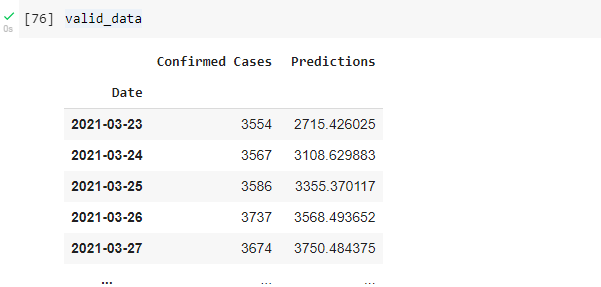 [76] valid_data
0s
Confirmed Cases Predictions
Date
2021-03-23 3554 2715.426025
2021-03-24 3567 3108.629883
2021-03-25 3586 3355.370117
2021-03-26 3737 3568.493652
2021-03-27 3674 3750.484375
... ... ...